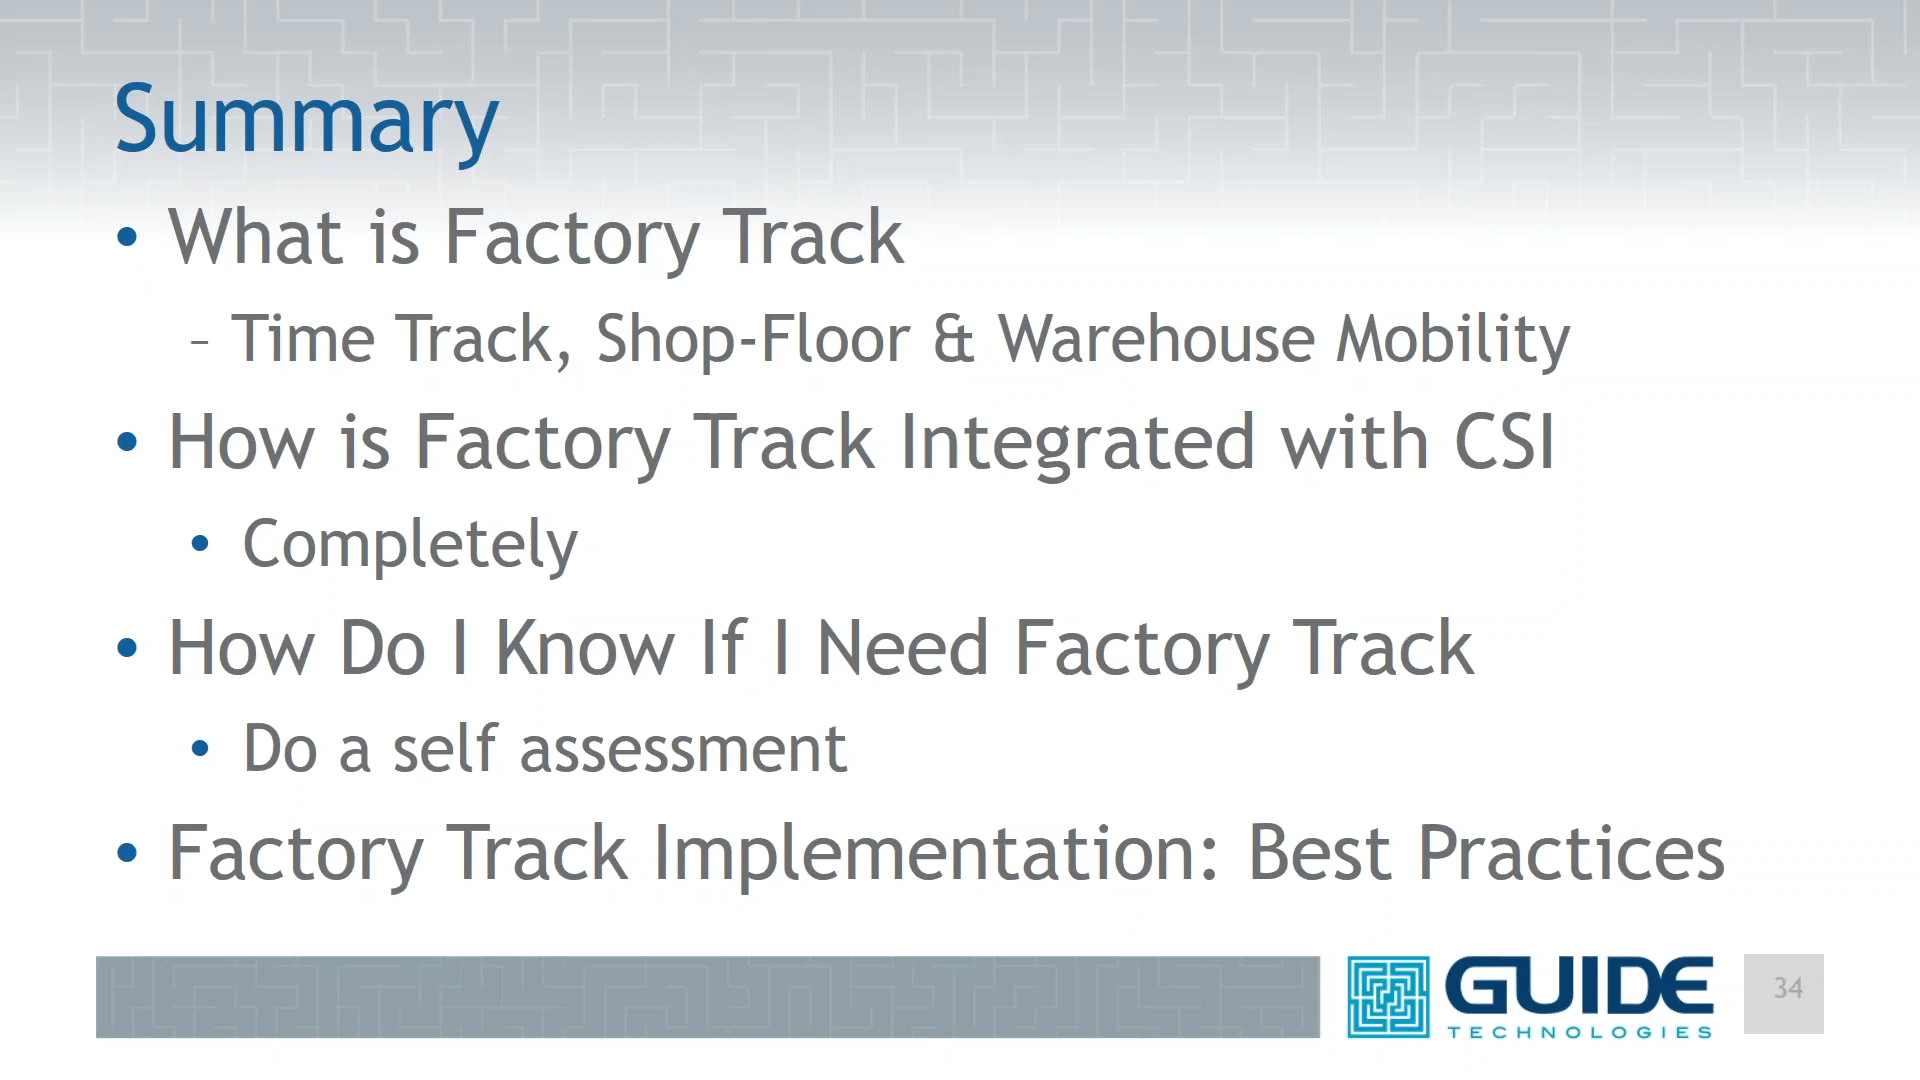 Summary
• What is Factory Track
– Time Track, Shop-Floor & Warehouse Mobility
• How is Factory Track Integrated with CSI
• Completely
• How Do I Know If I Need Factory Track
• Do a self assessment
• Factory Track Implementation: Best Practices
GUIDE
TECHNOLOGIES
34